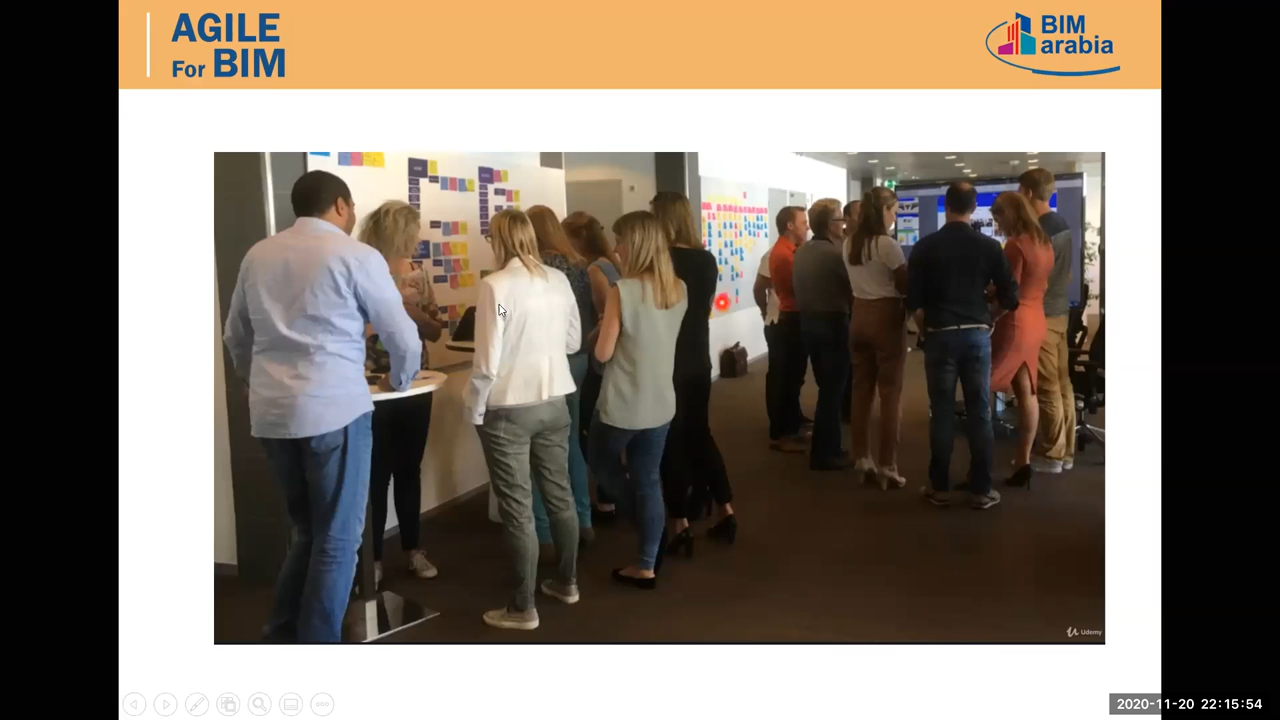 AGILE
For BIM
BIM
arabia
Udemy
2020-11-20 22:15:54